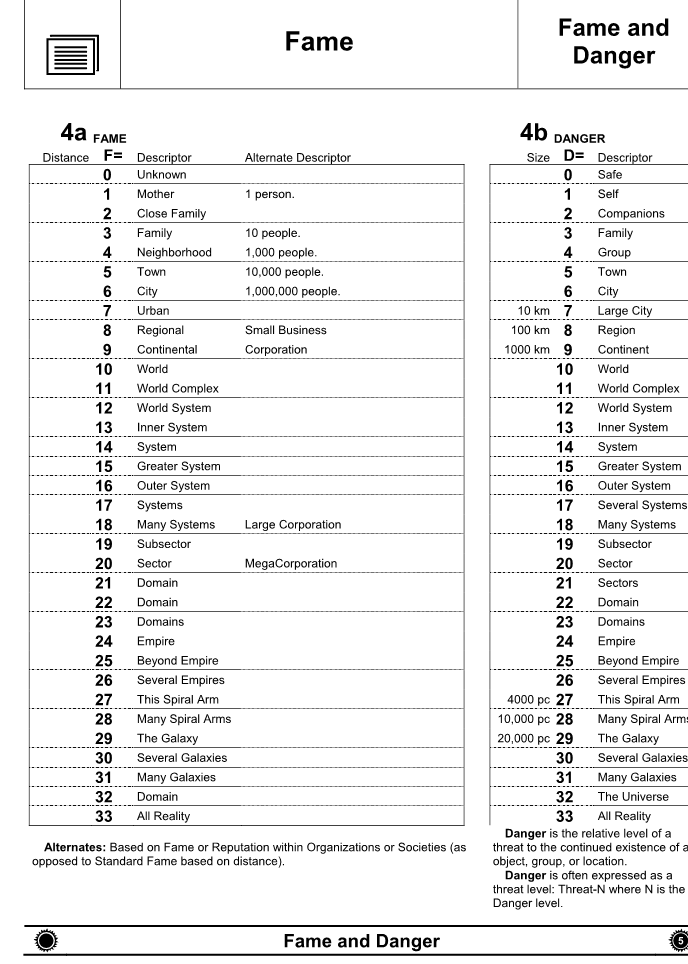 Fame
Fame and
Danger
4a FAME
Distance F= Descriptor Alternate Descriptor
0 Unknown
1 Mother 1 person.
2 Close Family
3 Family 10 people.
4 Neighborhood 1,000 people.
5 Town 10,000 people.
6 City 1,000,000 people.
7 Urban
8 Regional Small Business
9 Continental Corporation
10 World
11 World Complex
12 World System
13 Inner System
14 System
15 Greater System
16 Outer System
17 Systems
18 Many Systems Large Corporation
19 Subsector
20 Sector MegaCorporation
21 Domain
22 Domain
23 Domains
24 Empire
25 Beyond Empire
26 Several Empires
27 This Spiral Arm
28 Many Spiral Arms
29 The Galaxy
30 Several Galaxies
31 Many Galaxies
32 Domain
33 All Reality
Alternates: Based on Fame or Reputation within Organizations or Societies (as
opposed to Standard Fame based on distance).
4b DANGER
Size D= Descriptor
0 Safe
1 Self
2 Companions
3 Family
4 Group
5 Town
6 City
10 km 7 Large City
100 km 8 Region
1000 km 9 Continent
10 World
11 World Complex
12 World System
13 Inner System
14 System
15 Greater System
16 Outer System
17 Several Systems
18 Many Systems
19 Subsector
20 Sector
21 Sectors
22 Domain
23 Domains
24 Empire
25 Beyond Empire
26 Several Empires
4000 pc 27 This Spiral Arm
10,000 pc 28 Many Spiral Arms
20,000 pc 29 The Galaxy
30 Several Galaxies
31 Many Galaxies
32 The Universe
33 All Reality
Danger is the relative level of a
threat to the continued existence of a
object, group, or location.
Danger is often expressed as a
threat level: Threat-N where N is the
Danger level.
Fame and Danger
5